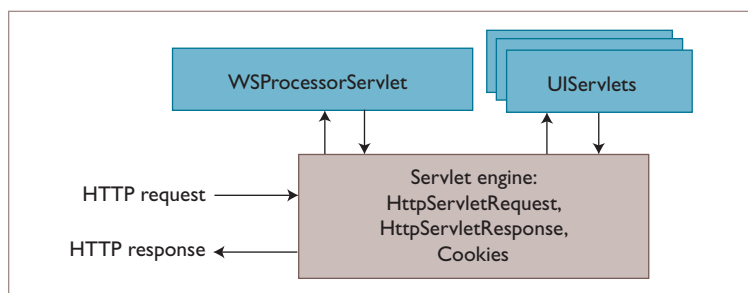 WSProcessorServlet
UIServlets
HTTP request
HTTP response
Servlet engine:
HttpServletRequest,
HttpServletResponse,
Cookies